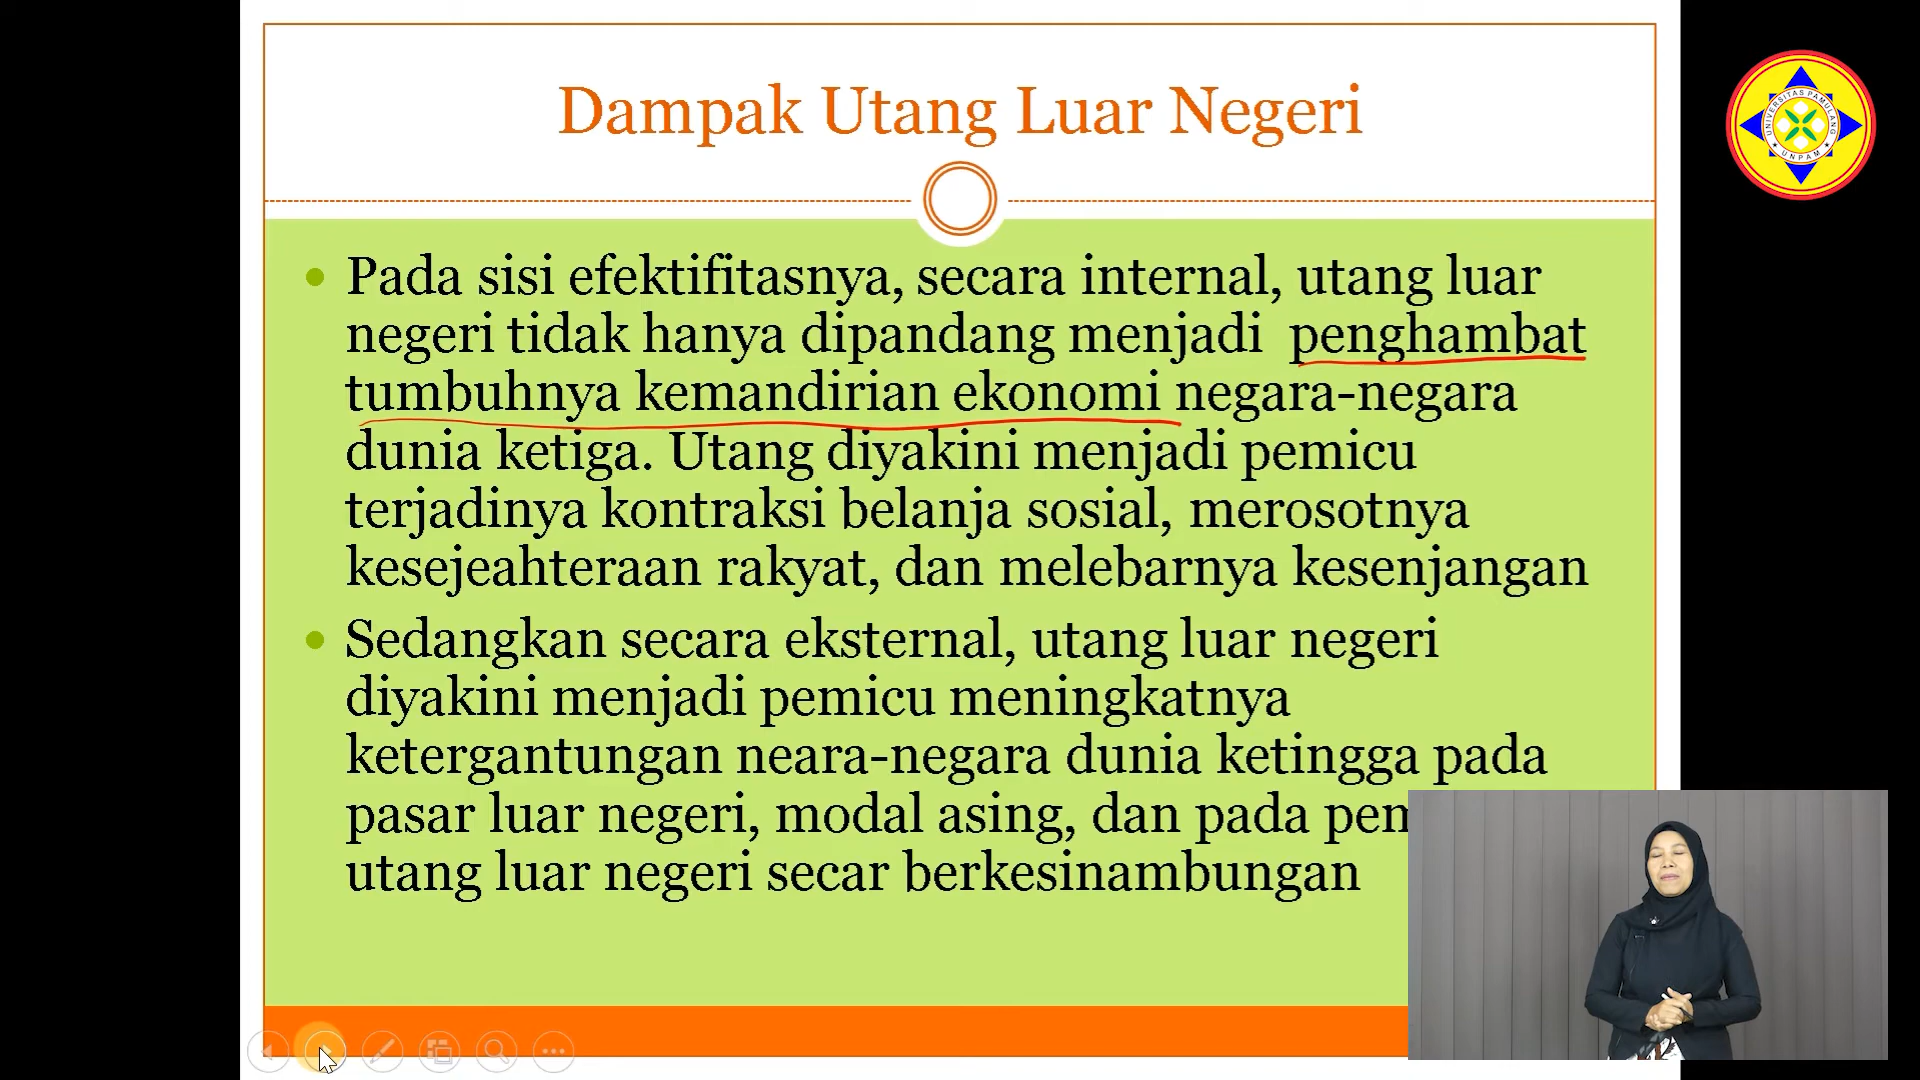 Dampak Utang Luar Negeri
UNIVERSITAS PAMULANG
UNPAM
Pada sisi efektifitasnya, secara internal, utang luar
negeri tidak hanya dipandang menjadi penghambat
tumbuhnya kemandirian ekonomi negara-negara
dunia ketiga. Utang diyakini menjadi pemicu
terjadinya kontraksi belanja sosial, merosotnya
kesejeahteraan rakyat, dan melebarnya kesenjangan
Sedangkan secara eksternal, utang luar negeri
diyakini menjadi pemicu meningkatnya
ketergantungan neara-negara dunia ketingga pada
pasar luar negeri, modal asing, dan pada
utang luar negeri secar berkesinambungan